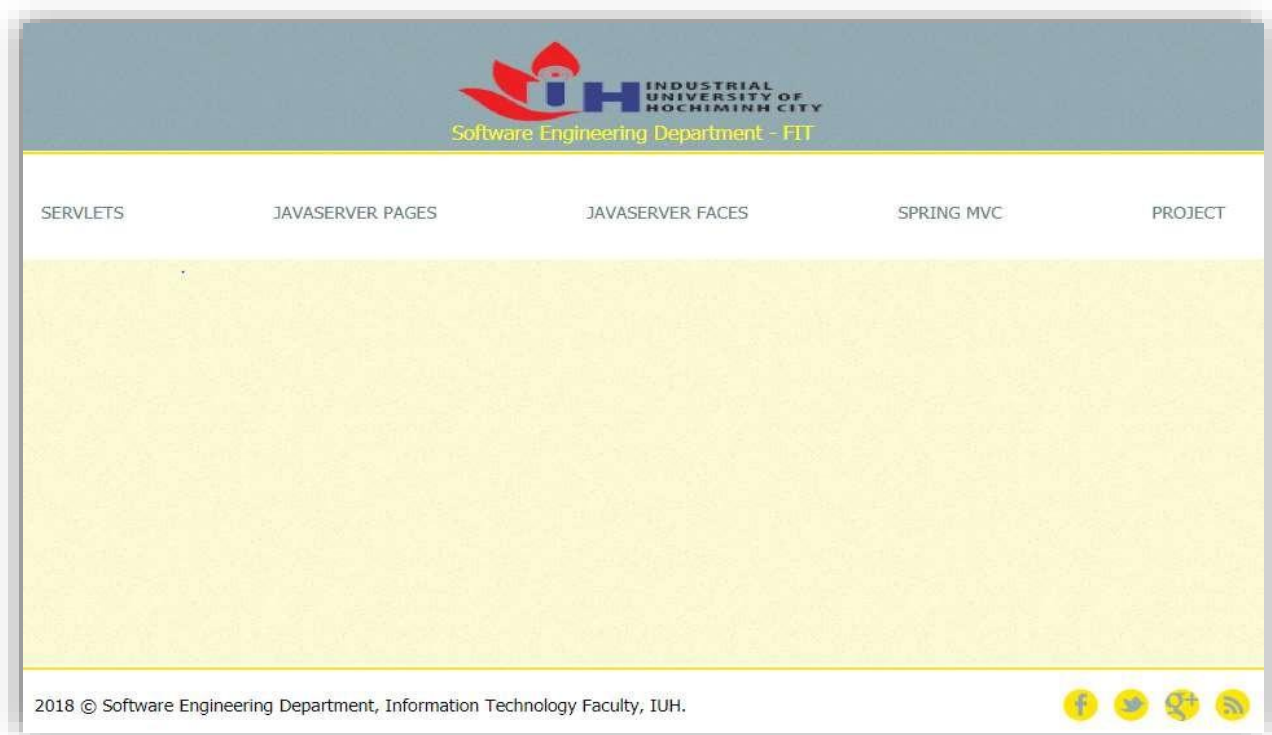 IUH INDUSTRIAL
UNIVERSITY OF
HOCHIMINH CITY
Software Engineering Department - FIT
SERVLETS JAVASERVER PAGES JAVASERVER FACES SPRING MVC PROJECT
2018 © Software Engineering Department, Information Technology Faculty, IUH.
f g+